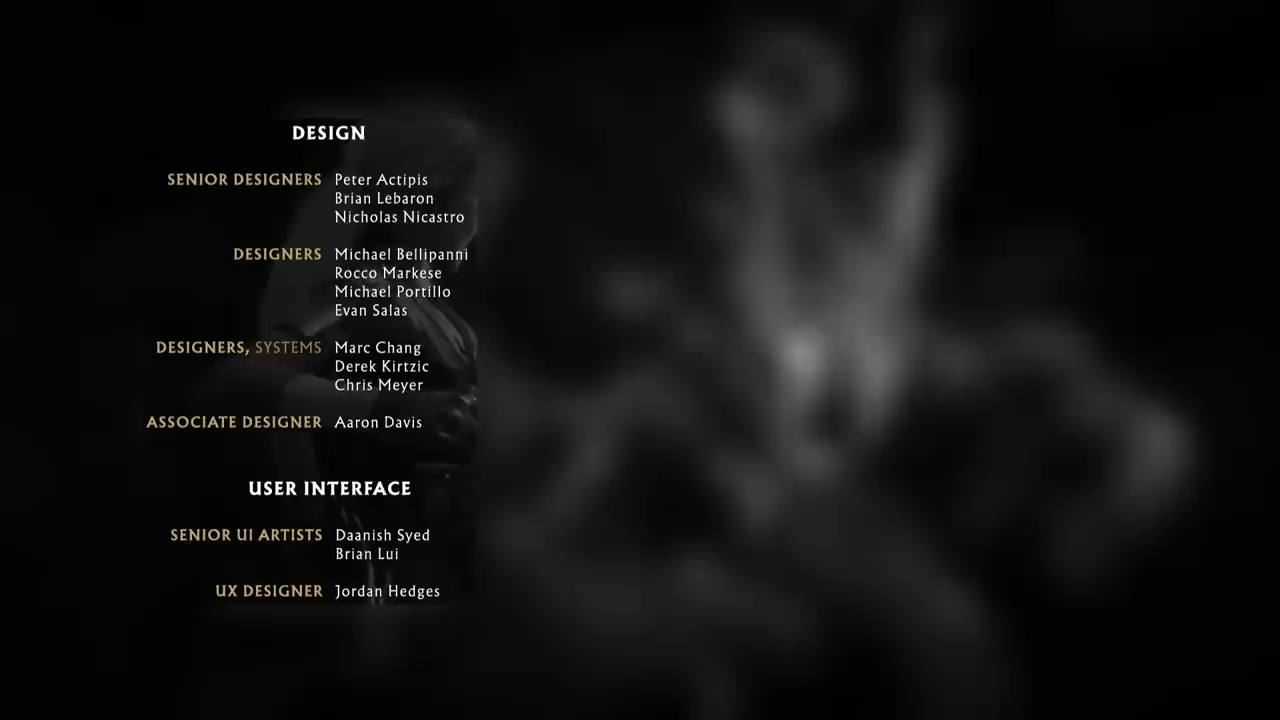 DESIGN
SENIOR DESIGNERS Peter Actipis
Brian Lebaron
Nicholas Nicastro
DESIGNERS Michael Bellipanni
Rocco Markese
Michael Portillo
Evan Salas
DESIGNERS, SYSTEMS Marc Chang
Derek Kirtzic
Chris Meyer
ASSOCIATE DESIGNER Aaron Davis
USER INTERFACE
SENIOR UI ARTISTS Daanish Syed
Brian Lui
UX DESIGNER Jordan Hedges